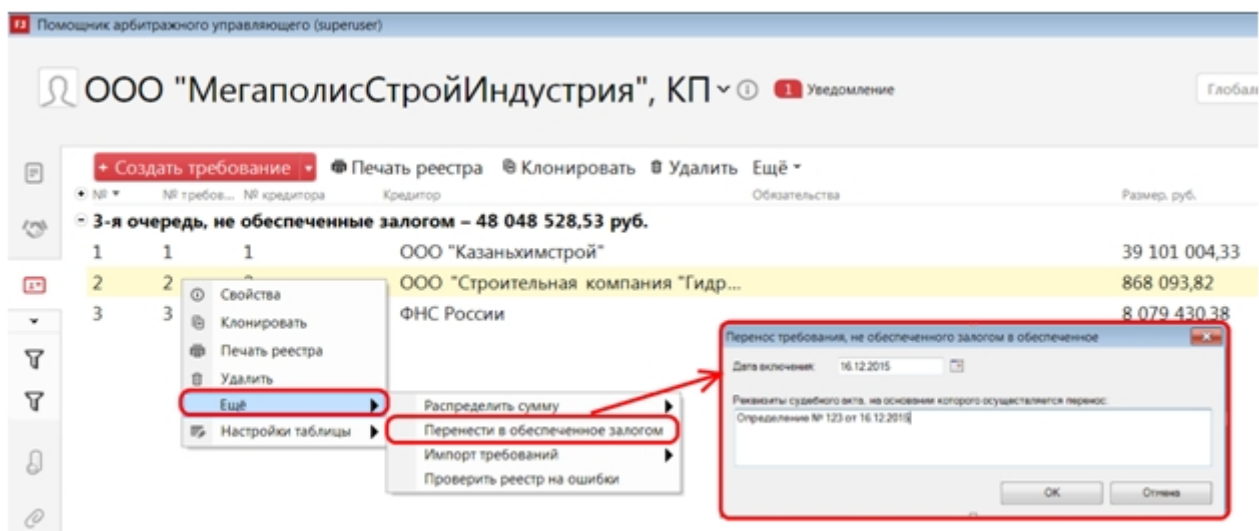 Помощник арбитражного управляющего (superuser)
ООО "МегаполисСтройИндустрия", КП 1 Уведомление Глобал
+ Создать требование Печать реестра Клонировать Удалить Ещё
№ № требов... № кредитора Кредитор Обязательства Размер, руб.
3-я очередь, не обеспеченные залогом – 48 048 528,53 руб.
1 1 1 ООО "Казаньхимстрой" 39 101 004,33
2 2 ООО "Строительная компания "Гидр... 868 093,82
3 3 ФНС России 8 079 430,38
Свойства
Клонировать
Печать реестра
Удалить
Ещё
Настройки таблицы
Распределить сумму
Перенести в обеспеченное залогом
Импорт требований
Проверить реестр на ошибки
Перенос требования, не обеспеченного залогом в обеспеченное
Дата включения: 16.12.2015
Реквизиты судебного акта, на основании которого осуществляется перенос:
Определение № 123 от 16.12.2015
ОК Отмена